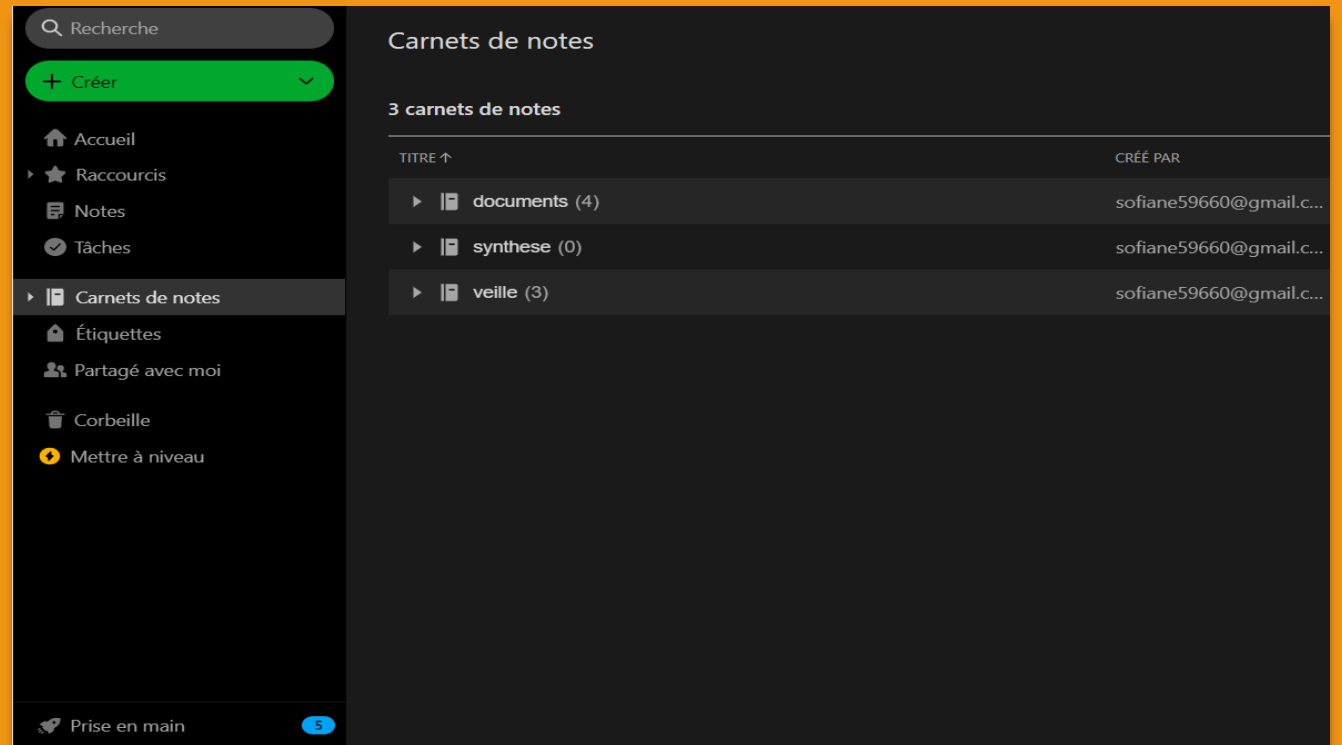 Recherche
Créer
Accueil
Raccourcis
Notes
Tâches
Carnets de notes
Étiquettes
Partagé avec moi
Corbeille
Mettre à niveau
Prise en main 5
Carnets de notes
3 carnets de notes
TITRE ↑ CRÉÉ PAR
documents (4) sofiane59660@gmail.c...
synthese (0) sofiane59660@gmail.c...
veille (3) sofiane59660@gmail.c...